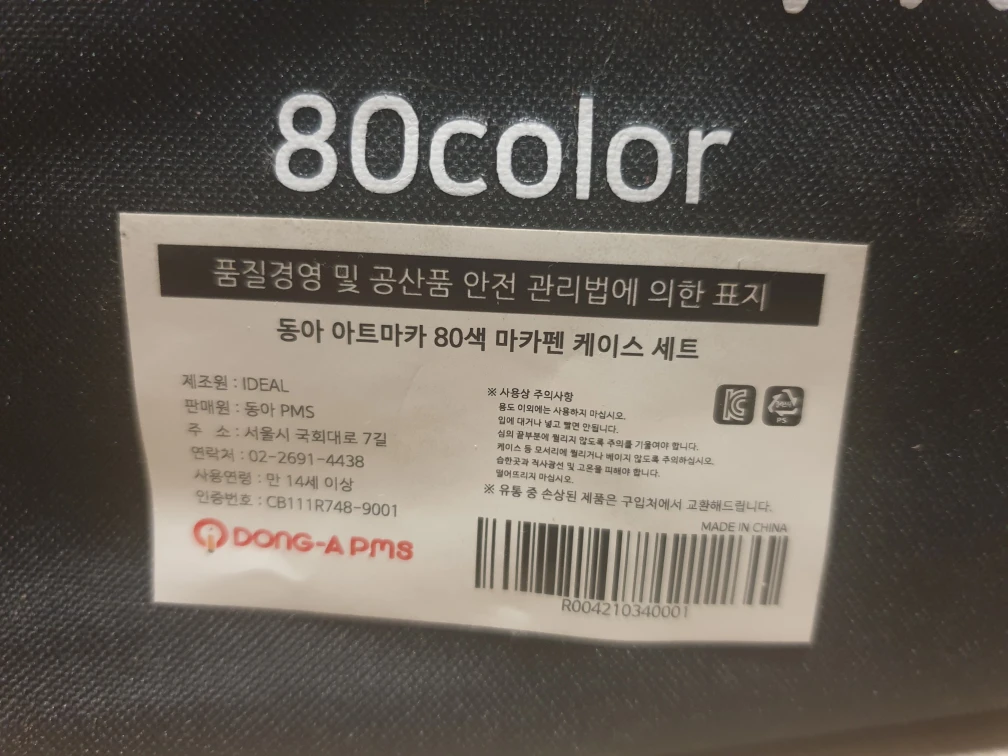 80color
품질경영 및 공산품 안전 관리법에 의한 표지
동아 아트마카 80색 마카펜 케이스 세트
제조원 : IDEAL
판매원 : 동아 PMS
주 소 : 서울시 국회대로 7길
연락처 : 02-2691-4438
사용연령 : 만 14세 이상
인증번호 : CB111R748-9001
DONG-A PMS
※ 사용상 주의사항
용도 이외에는 사용하지 마십시오.
입에 대거나 넣고 빨면 안됩니다.
심의 끝부분에 찔리지 않도록 주의를 기울여야 합니다.
케이스 등 모서리에 찔리거나 베이지 않도록 주의하십시오.
습한곳과 직사광선 및 고온을 피해야 합니다.
떨어뜨리지 마십시오.
※ 유통 중 손상된 제품은 구입처에서 교환해드립니다.
PS
MADE IN CHINA
R004210340001